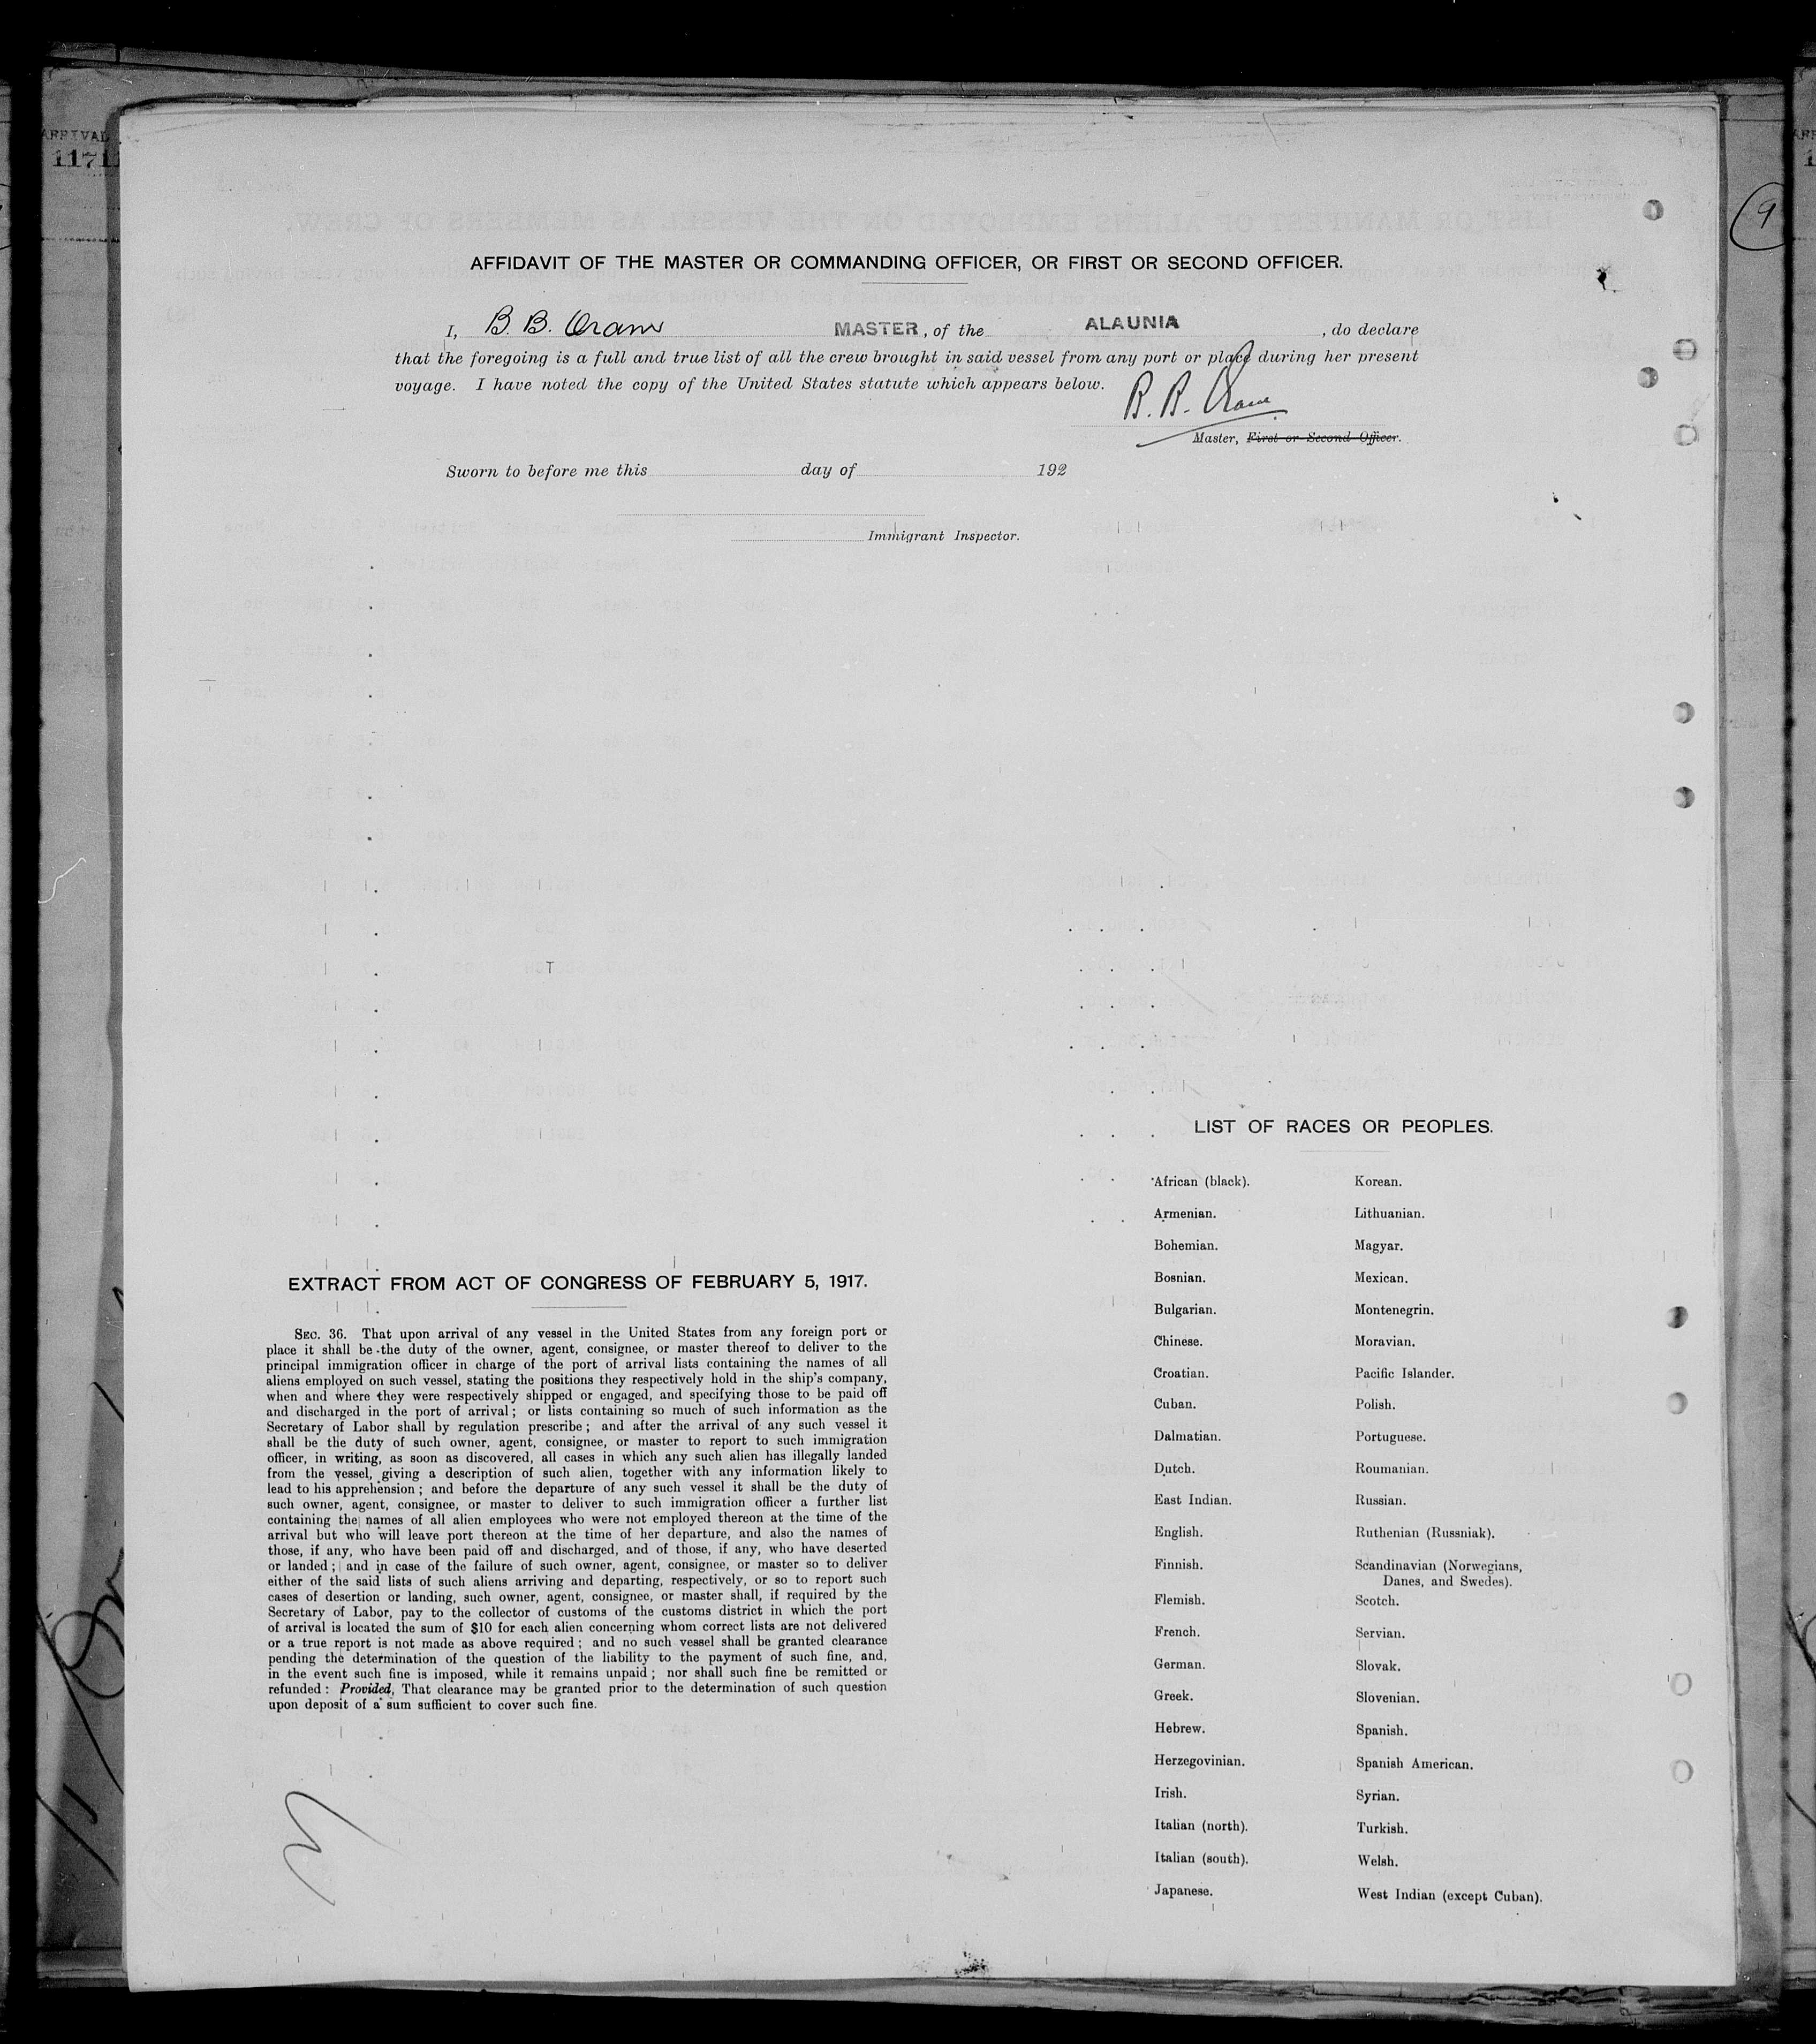 ARRIVAL
1171
9
AFFIDAVIT OF THE MASTER OR COMMANDING OFFICER, OR FIRST OR SECOND OFFICER.
I, B. B. Oram MASTER, of the ALAUNIA, do declare
that the foregoing is a full and true list of all the crew brought in said vessel from any port or place during her present
voyage. I have noted the copy of the United States statute which appears below.
B. B. Oram
Master, First or Second Officer.
Sworn to before me this day of 192
Immigrant Inspector.
EXTRACT FROM ACT OF CONGRESS OF FEBRUARY 5, 1917.
SEC. 36. That upon arrival of any vessel in the United States from any foreign port or
place it shall be the duty of the owner, agent, consignee, or master thereof to deliver to the
principal immigration officer in charge of the port of arrival lists containing the names of all
aliens employed on such vessel, stating the positions they respectively hold in the ship's company,
when and where they were respectively shipped or engaged, and specifying those to be paid off
and discharged in the port of arrival; or lists containing so much of such information as the
Secretary of Labor shall by regulation prescribe; and after the arrival of any such vessel it
shall be the duty of such owner, agent, consignee, or master to report to such immigration
officer, in writing, as soon as discovered, all cases in which any such alien has illegally landed
from the vessel, giving a description of such alien, together with any information likely to
lead to his apprehension; and before the departure of any such vessel it shall be the duty of
such owner, agent, consignee, or master to deliver to such immigration officer a further list
containing the names of all alien employees who were not employed thereon at the time of the
arrival but who will leave port thereon at the time of her departure, and also the names of
those, if any, who have been paid off and discharged, and of those, if any, who have deserted
or landed; and in case of the failure of such owner, agent, consignee, or master so to deliver
either of the said lists of such aliens arriving and departing, respectively, or so to report such
cases of desertion or landing, such owner, agent, consignee, or master shall, if required by the
Secretary of Labor, pay to the collector of customs of the customs district in which the port
of arrival is located the sum of $10 for each alien concerning whom correct lists are not delivered
or a true report is not made as above required; and no such vessel shall be granted clearance
pending the determination of the question of the liability to the payment of such fine, and,
in the event such fine is imposed, while it remains unpaid; nor shall such fine be remitted or
refunded: Provided, That clearance may be granted prior to the determination of such question
upon deposit of a sum sufficient to cover such fine.
LIST OF RACES OR PEOPLES.
African (black).
Armenian.
Bohemian.
Bosnian.
Bulgarian.
Chinese.
Croatian.
Cuban.
Dalmatian.
Dutch.
East Indian.
English.
Finnish.
Flemish.
French.
German.
Greek.
Hebrew.
Herzegovinian.
Irish.
Italian (north).
Italian (south).
Japanese.
Korean.
Lithuanian.
Magyar.
Mexican.
Montenegrin.
Moravian.
Pacific Islander.
Polish.
Portuguese.
Roumanian.
Russian.
Ruthenian (Russniak).
Scandinavian (Norwegians,
Danes, and Swedes).
Scotch.
Servian.
Slovak.
Slovenian.
Spanish.
Spanish American.
Syrian.
Turkish.
Welsh.
West Indian (except Cuban).